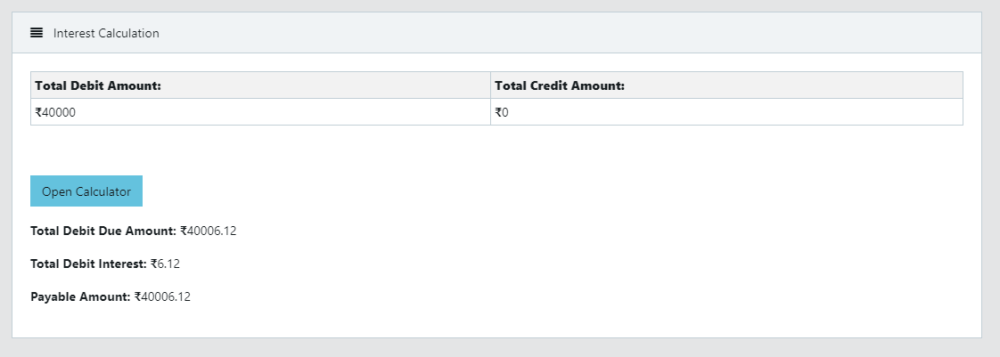 Interest Calculation
Total Debit Amount: Total Credit Amount:
₹40000 ₹0
Open Calculator
Total Debit Due Amount: ₹40006.12
Total Debit Interest: ₹6.12
Payable Amount: ₹40006.12